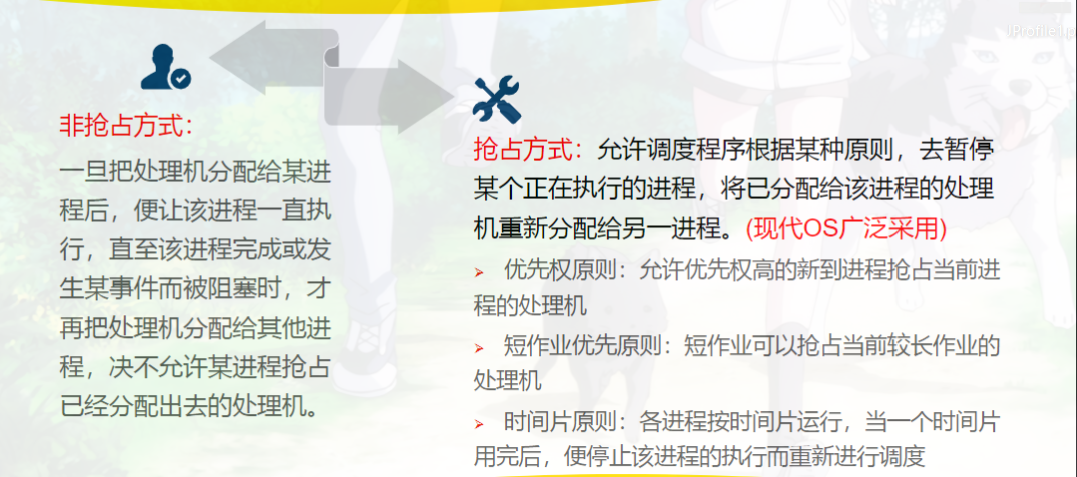 非抢占方式：
一旦把处理机分配给某进
程后，便让该进程一直执
行，直至该进程完成或发
生某事件而被阻塞时，才
再把处理机分配给其他进
程，决不允许某进程抢占
已经分配出去的处理机。
抢占方式：允许调度程序根据某种原则，去暂停
某个正在执行的进程，将已分配给该进程的处理
机重新分配给另一进程。(现代OS广泛采用)
➢ 优先权原则：允许优先权高的新到进程抢占当前进
程的处理机
➢ 短作业优先原则：短作业可以抢占当前较长作业的
处理机
➢ 时间片原则：各进程按时间片运行，当一个时间片
用完后，便停止该进程的执行而重新进行调度